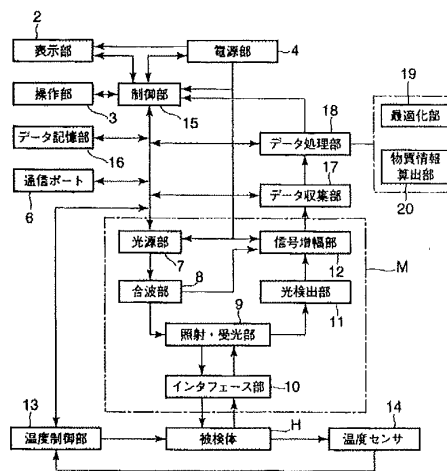 2
表示部
電源部
4
操作部
3
制御部
15
19
最適化部
18
データ処理部
データ記憶部
16
物質情報
算出部
20
17
データ収集部
通信ポート
6
光源部
7
信号増幅部
12
M
8
合波部
光検出部
11
9
照射・受光部
インタフェース部
10
13
温度制御部
H
被検体
14
温度センサ